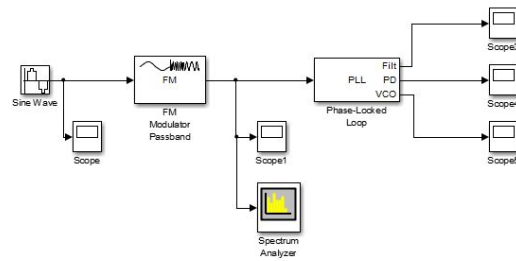 Filt
FM
PLL
PD
VCO
Sine Wave
FM
Modulator
Passband
Phase-Locked
Loop
Scope
Scope1
Spectrum
Analyzer